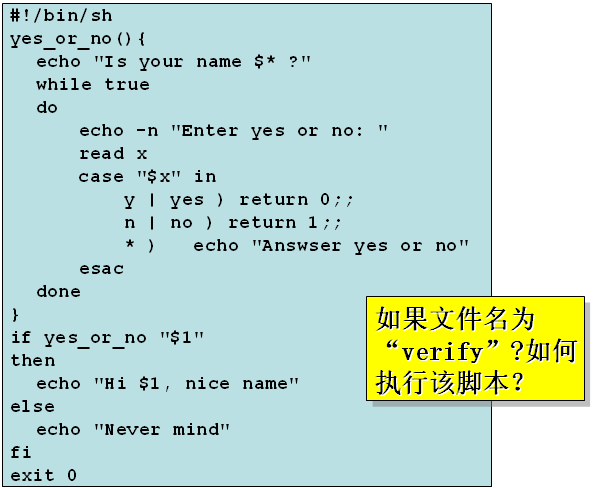 #!/bin/sh
yes_or_no(){
echo "Is your name $* ?"
while true
do
echo -n "Enter yes or no: "
read x
case "$x" in
y | yes ) return 0;;
n | no ) return 1;;
* ) echo "Answser yes or no"
esac
done
}
if yes_or_no "$1"
then
echo "Hi $1, nice name"
else
echo "Never mind"
fi
exit 0
如果文件名为
“verify”?如何
执行该脚本?